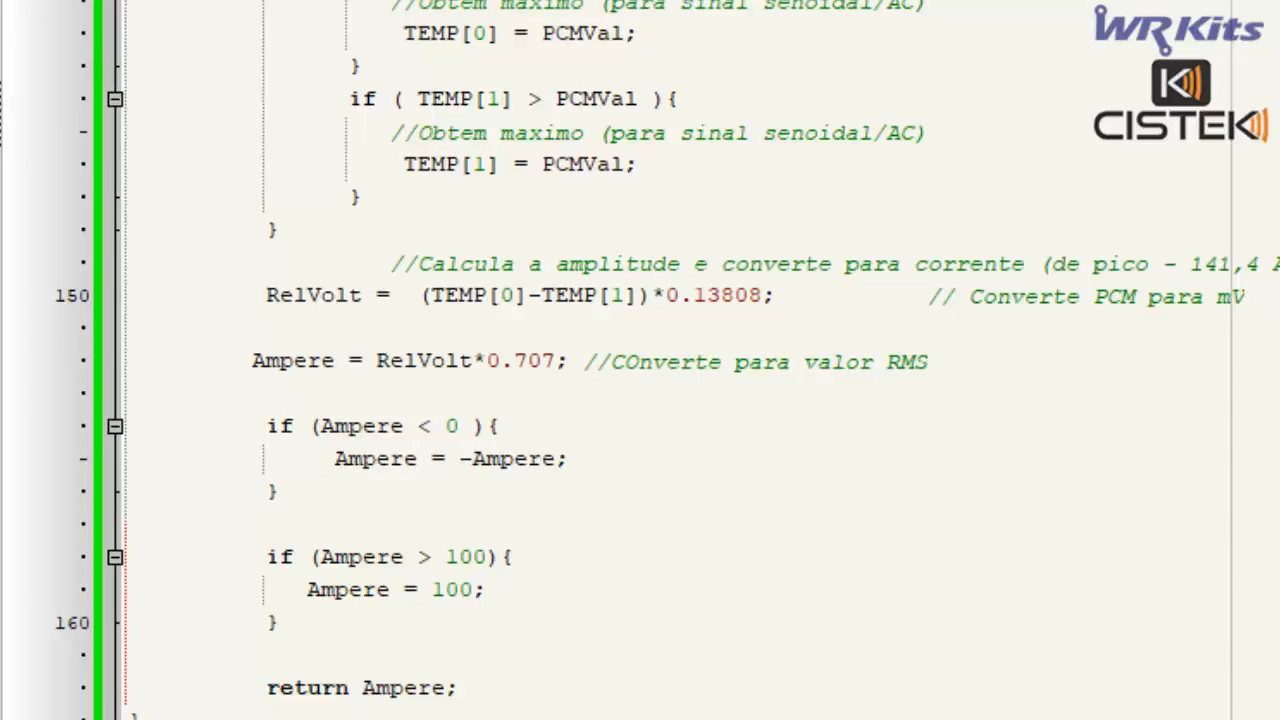 //Obtem maximo (para sinal senoidal/AC)
TEMP[0] = PCMVal;
}
if ( TEMP[1] > PCMVal ){
//Obtem maximo (para sinal senoidal/AC)
TEMP[1] = PCMVal;
}
}
//Calcula a amplitude e converte para corrente (de pico - 141,4 A
150 RelVolt = (TEMP[0]-TEMP[1])*0.13808; // Converte PCM para mV
Ampere = RelVolt*0.707; //COnverte para valor RMS
if (Ampere < 0 ){
Ampere = -Ampere;
}
if (Ampere > 100){
Ampere = 100;
160 }
return Ampere;
}
WR Kits
CISTEK